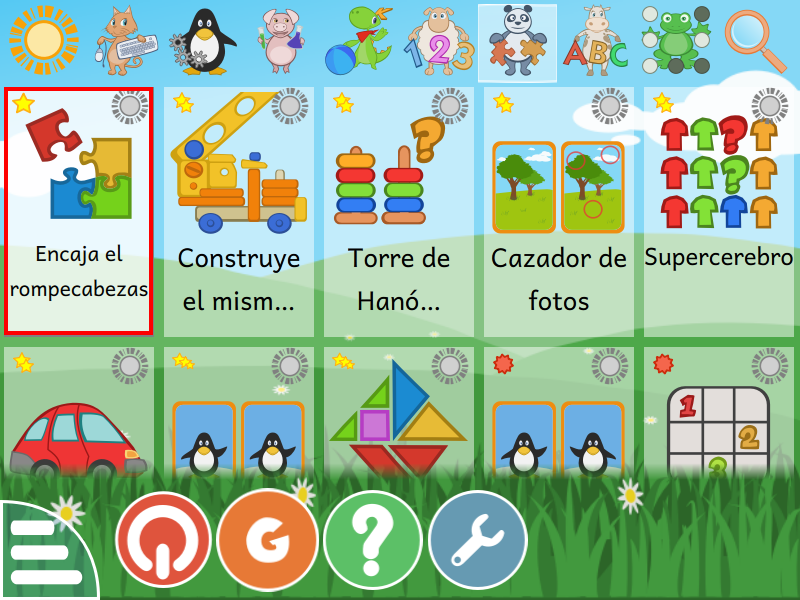 1 2 3
A B C
?
?
Encaja el
rompecabezas
Construye
el mism...
Torre de
Hanó...
Cazador de
fotos
Supercerebro
1
2
3
G
?